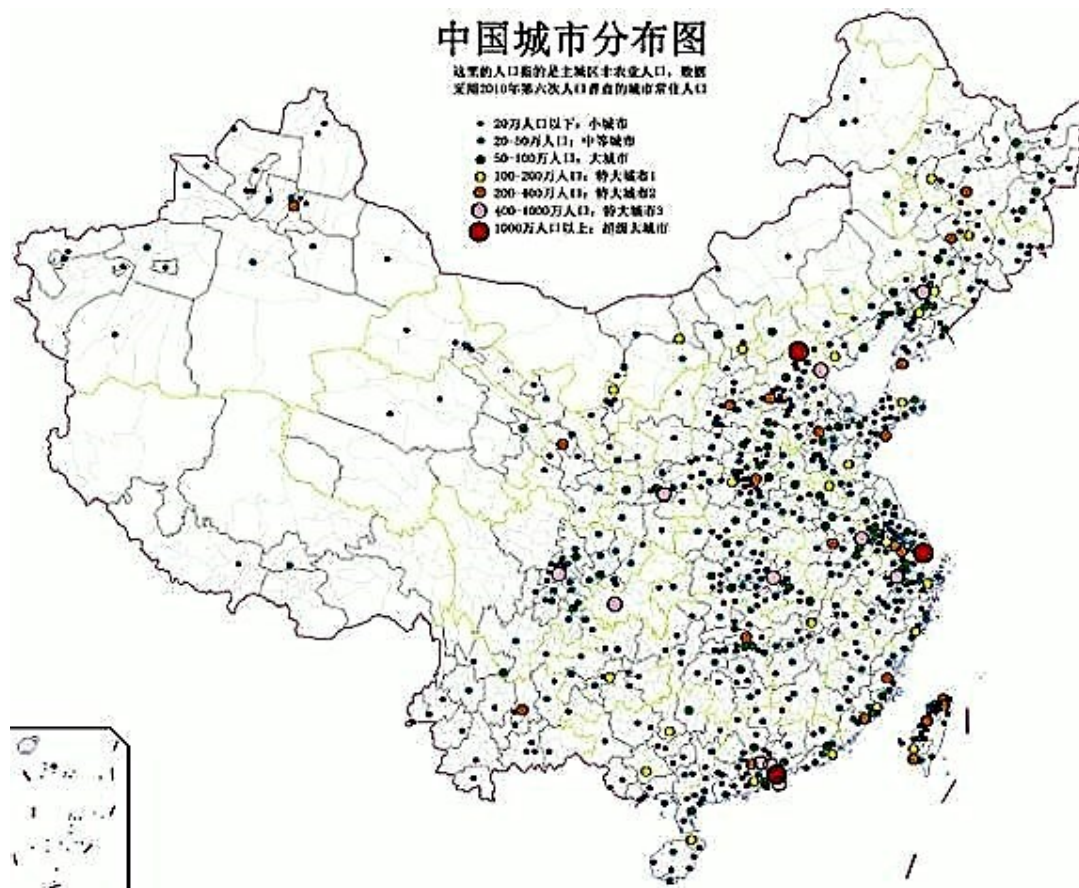 中国城市分布图
这里的人口指的是主城区非农业人口，数据
采用2010年第六次人口普查的城市常住人口
20万人口以下：小城市
20-50万人口：中等城市
50-100万人口：大城市
100-200万人口：特大城市1
200-400万人口：特大城市2
400-1000万人口：特大城市3
1000万人口以上：超级大城市